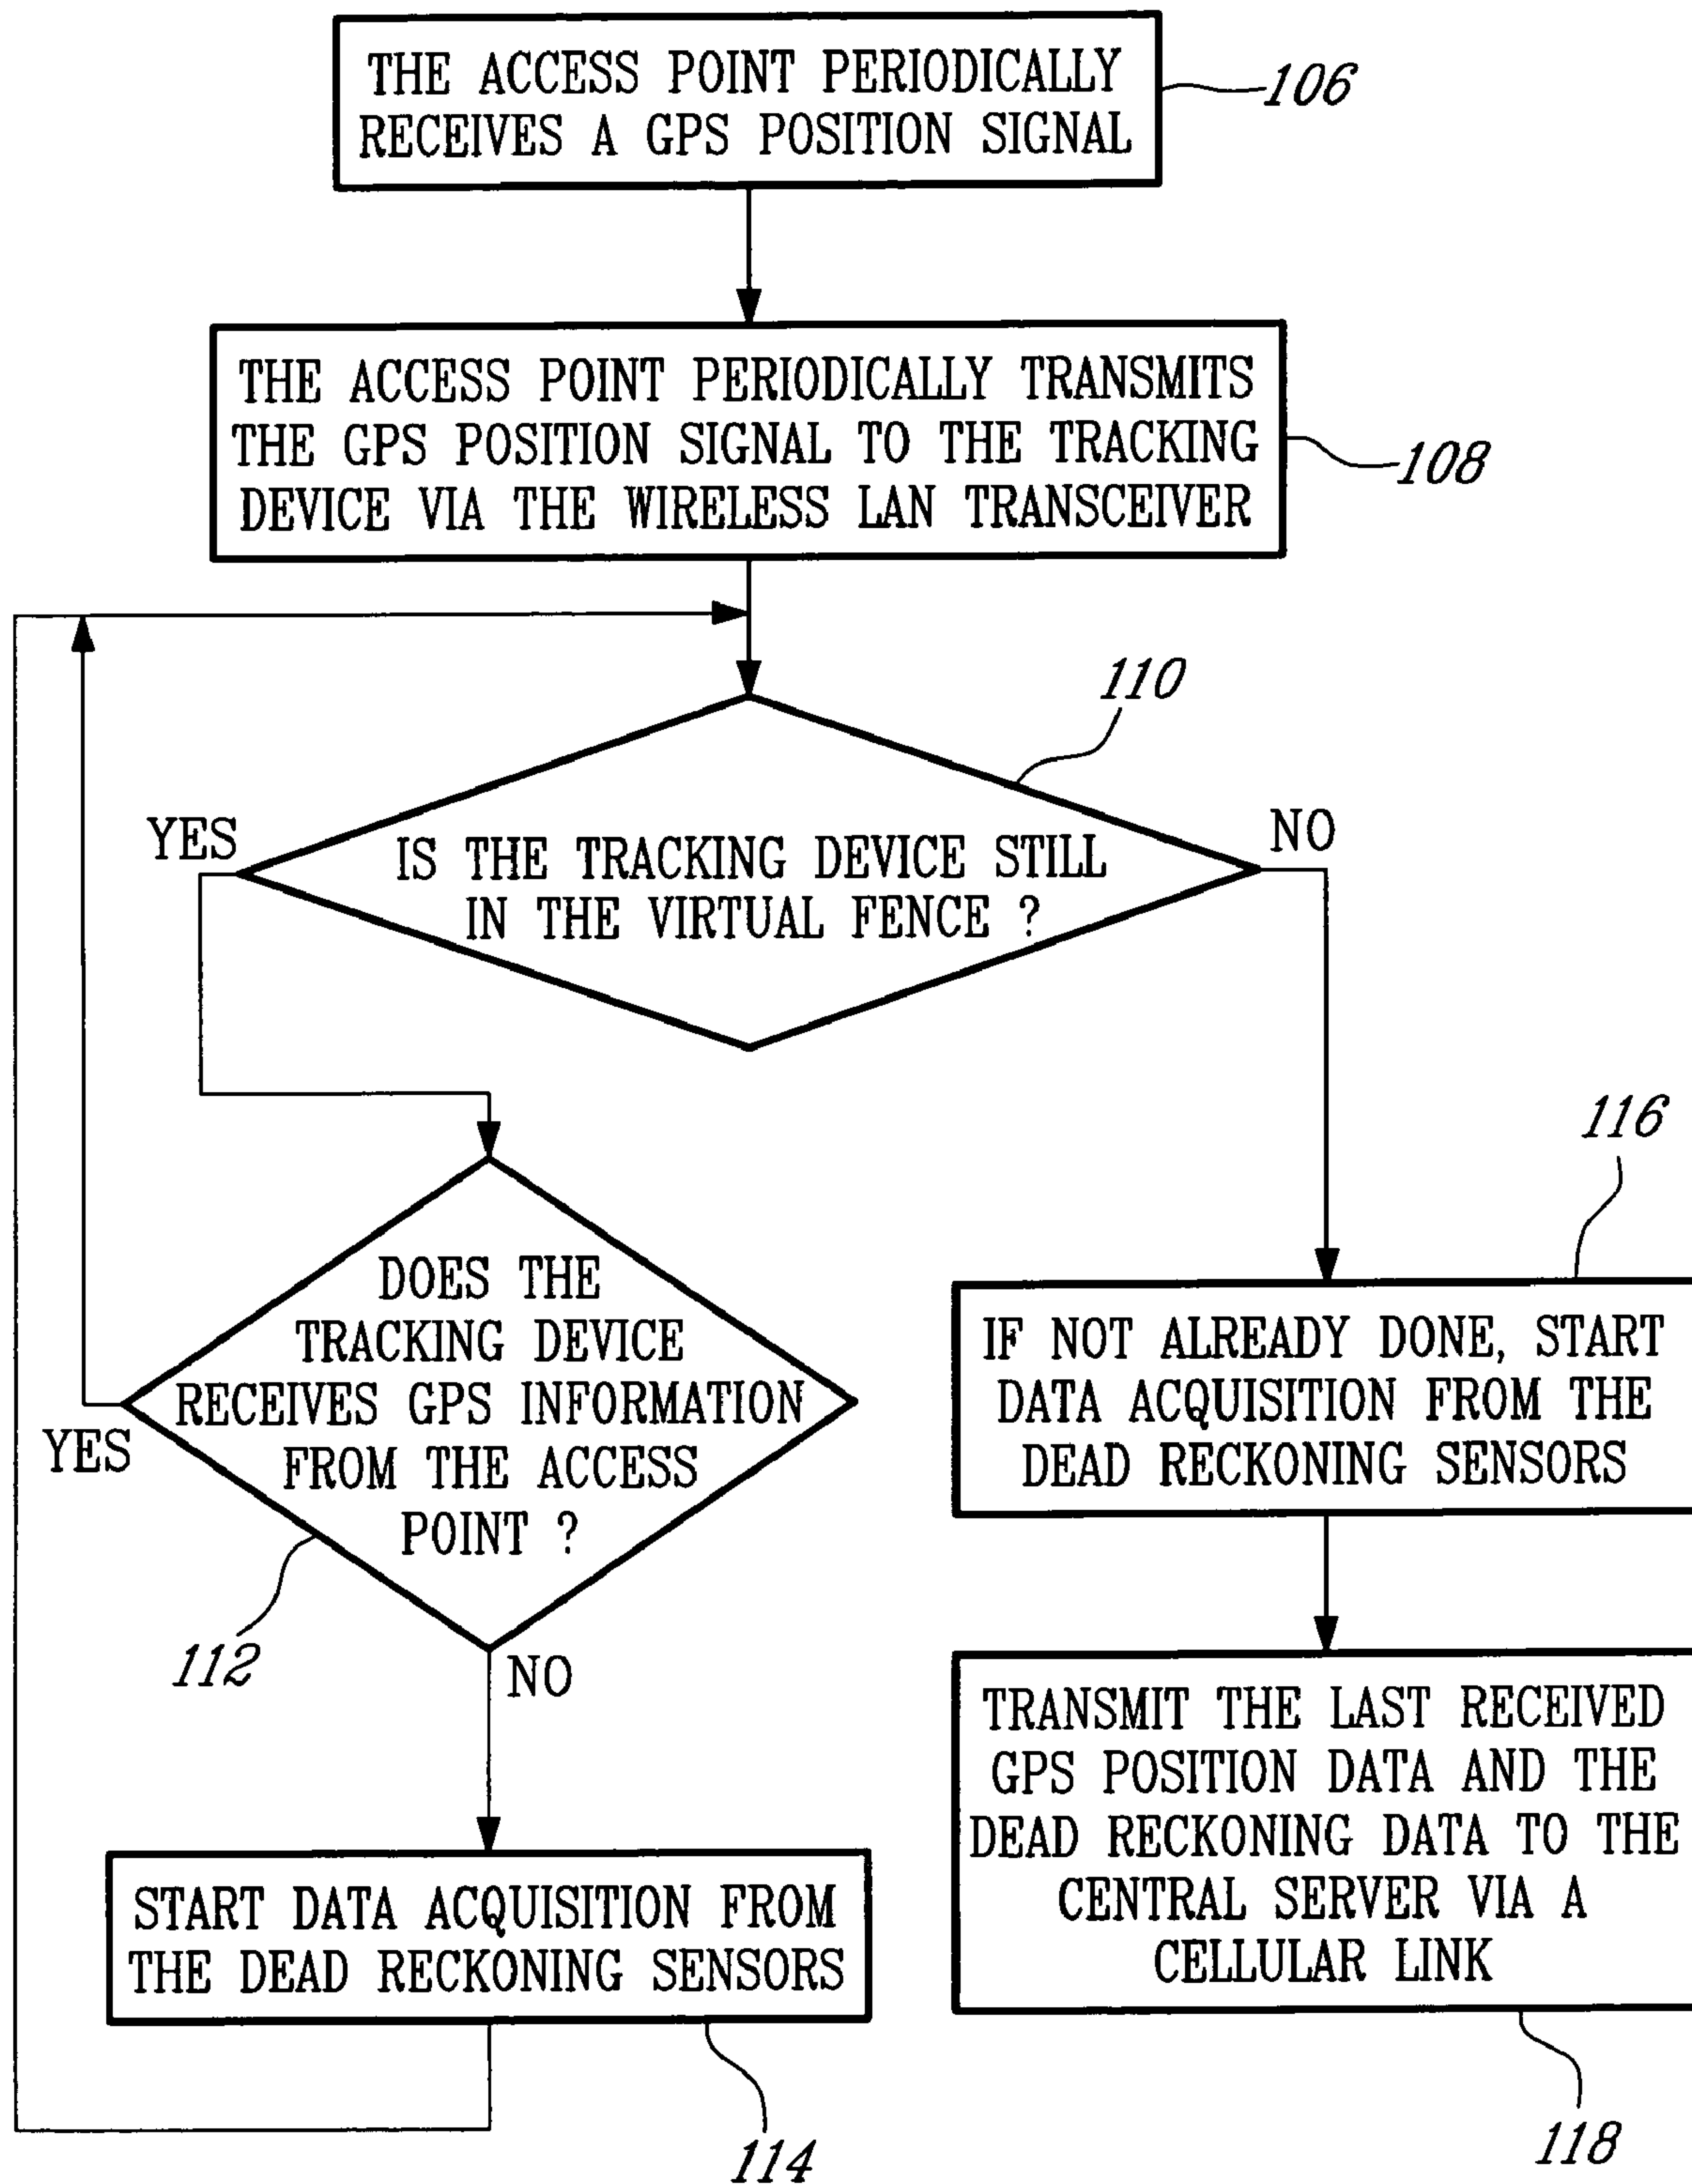 THE ACCESS POINT PERIODICALLY
RECEIVES A GPS POSITION SIGNAL
106
THE ACCESS POINT PERIODICALLY TRANSMITS
THE GPS POSITION SIGNAL TO THE TRACKING
DEVICE VIA THE WIRELESS LAN TRANSCEIVER
108
110
YES
NO
IS THE TRACKING DEVICE STILL
IN THE VIRTUAL FENCE ?
DOES THE
TRACKING DEVICE
RECEIVES GPS INFORMATION
FROM THE ACCESS
POINT ?
YES
112
NO
START DATA ACQUISITION FROM
THE DEAD RECKONING SENSORS
114
116
IF NOT ALREADY DONE, START
DATA ACQUISITION FROM THE
DEAD RECKONING SENSORS
TRANSMIT THE LAST RECEIVED
GPS POSITION DATA AND THE
DEAD RECKONING DATA TO THE
CENTRAL SERVER VIA A
CELLULAR LINK
118